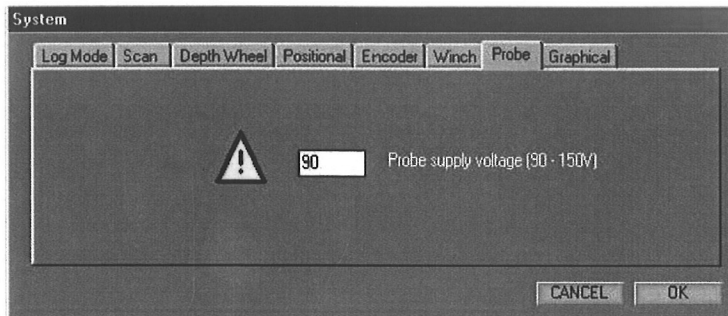 System
Log Mode Scan Depth Wheel Positional Encoder Winch Probe Graphical
90 Probe supply voltage (90 - 150V)
CANCEL OK